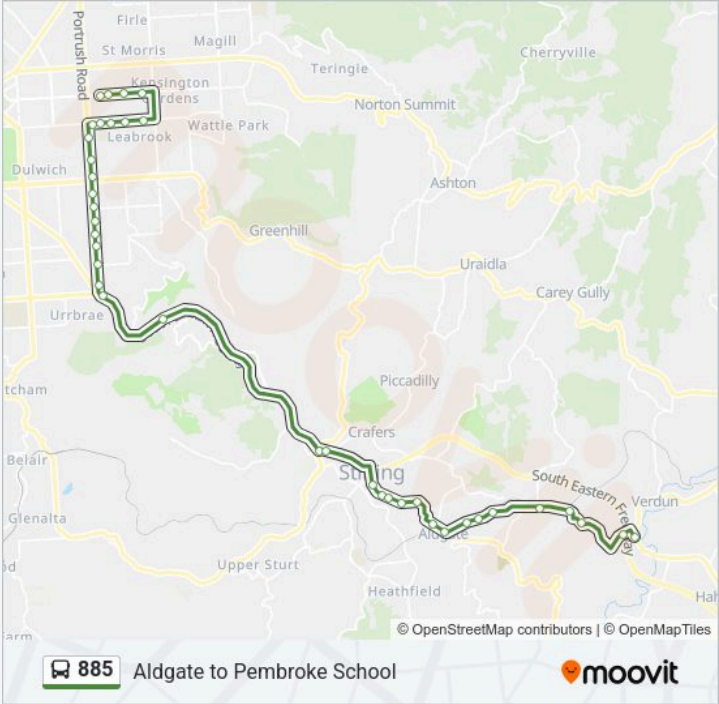 Firle
Portrush Road
Magill
St Morris
Cherryville
Teringie
Kensington
Gardens
Norton Summit
Wattle Park
Leabrook
Dulwich
Ashton
Greenhill
Uraidla
Carey Gully
Urrbrae
Piccadilly
tcham
Crafers
Belair
Stirling
South Eastern Freeway
Verdun
Glenalta
Aldgate
Upper Sturt
Heathfield
Hah
arm
© OpenStreetMap contributors | © OpenMapTiles
885 Aldgate to Pembroke School
moovit